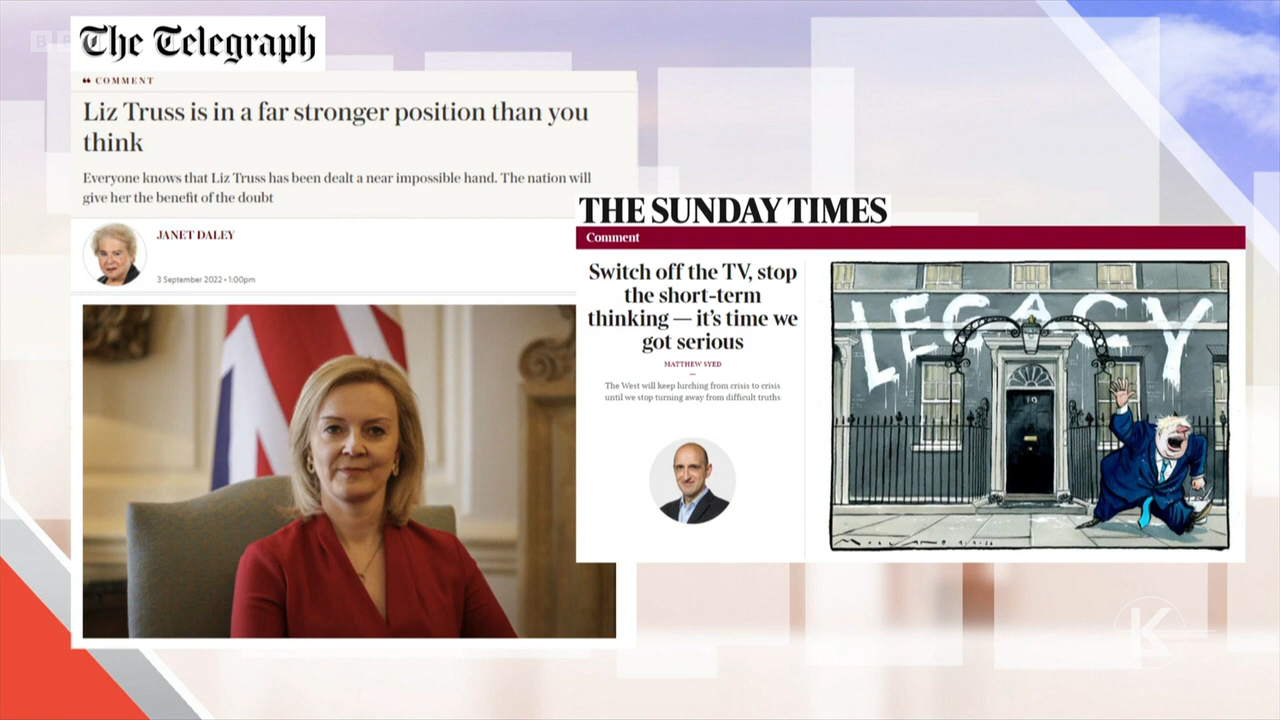 The Telegraph
❝ COMMENT
Liz Truss is in a far stronger position than you
think
Everyone knows that Liz Truss has been dealt a near impossible hand. The nation will
give her the benefit of the doubt
JANET DALEY
3 September 2022 • 1:00pm
THE SUNDAY TIMES
Comment
Switch off the TV, stop
the short-term
thinking — it’s time we
got serious
MATTHEW SYED
The West will keep lurching from crisis to crisis
until we stop turning away from difficult truths
LEGACY
10
K